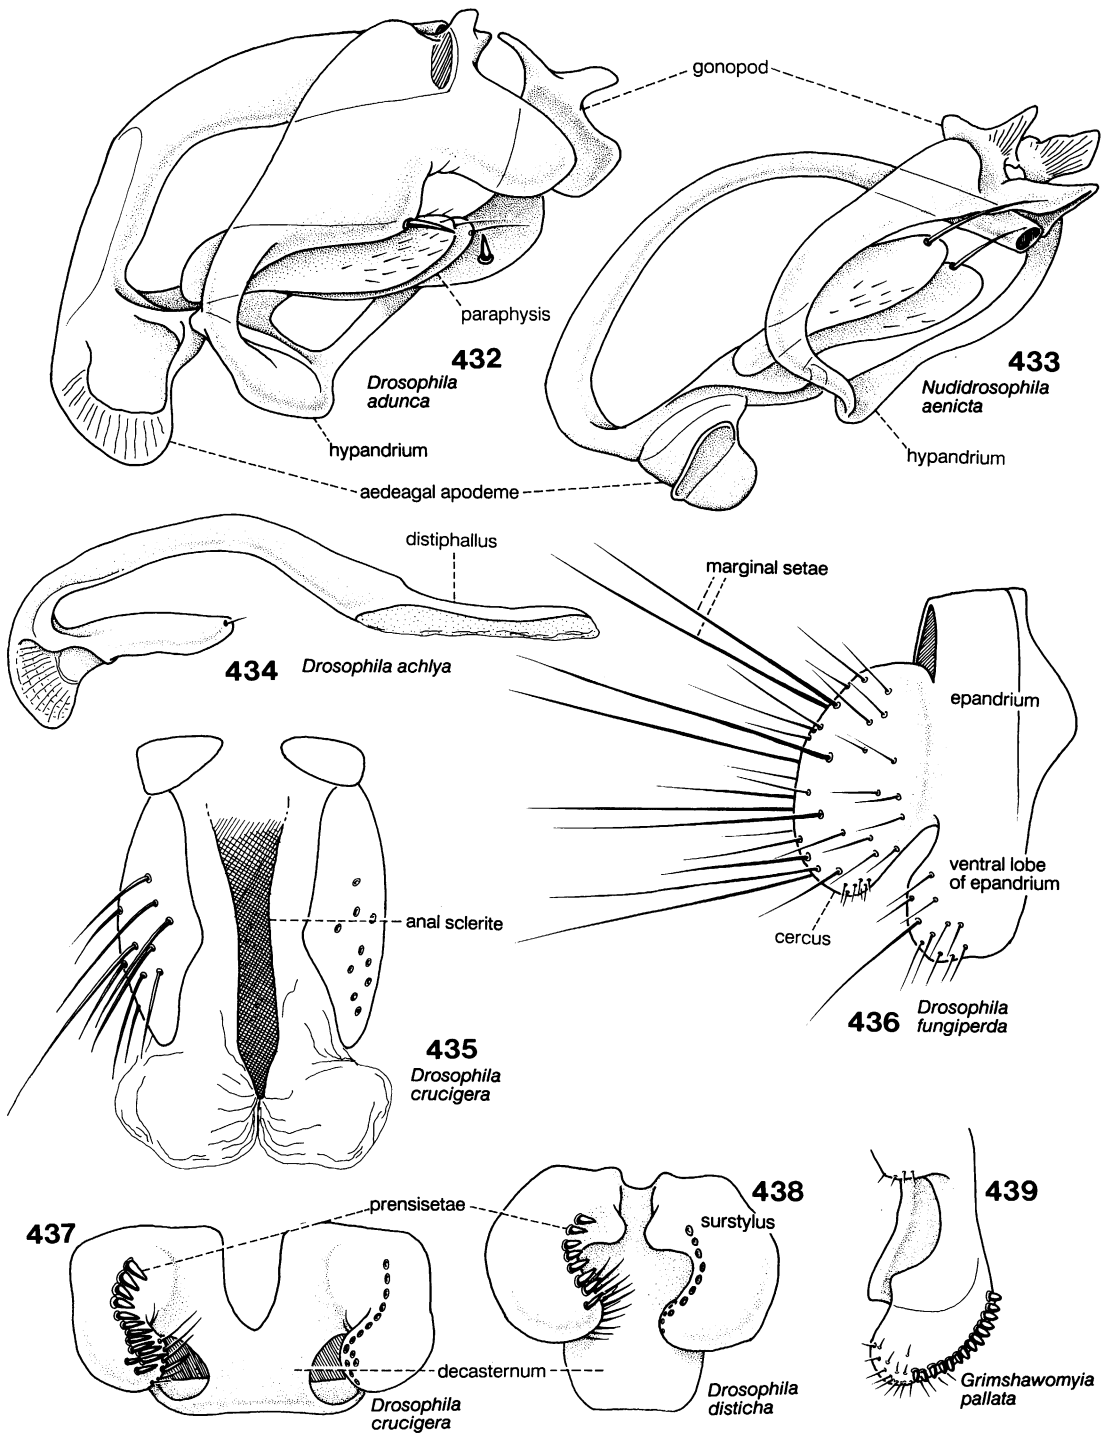 gonopod
paraphysis
432
Drosophila
adunca
433
Nudidrosophila
aenicta
hypandrium
hypandrium
aedeagal apodeme
distiphallus
marginal setae
434
Drosophila achlya
epandrium
anal sclerite
ventral lobe
of epandrium
cercus
435
Drosophila
crucigera
436
Drosophila
fungiperda
437
prensisetae
438
surstylus
439
decasternum
Drosophila
crucigera
Drosophila
disticha
Grimshawomyia
pallata